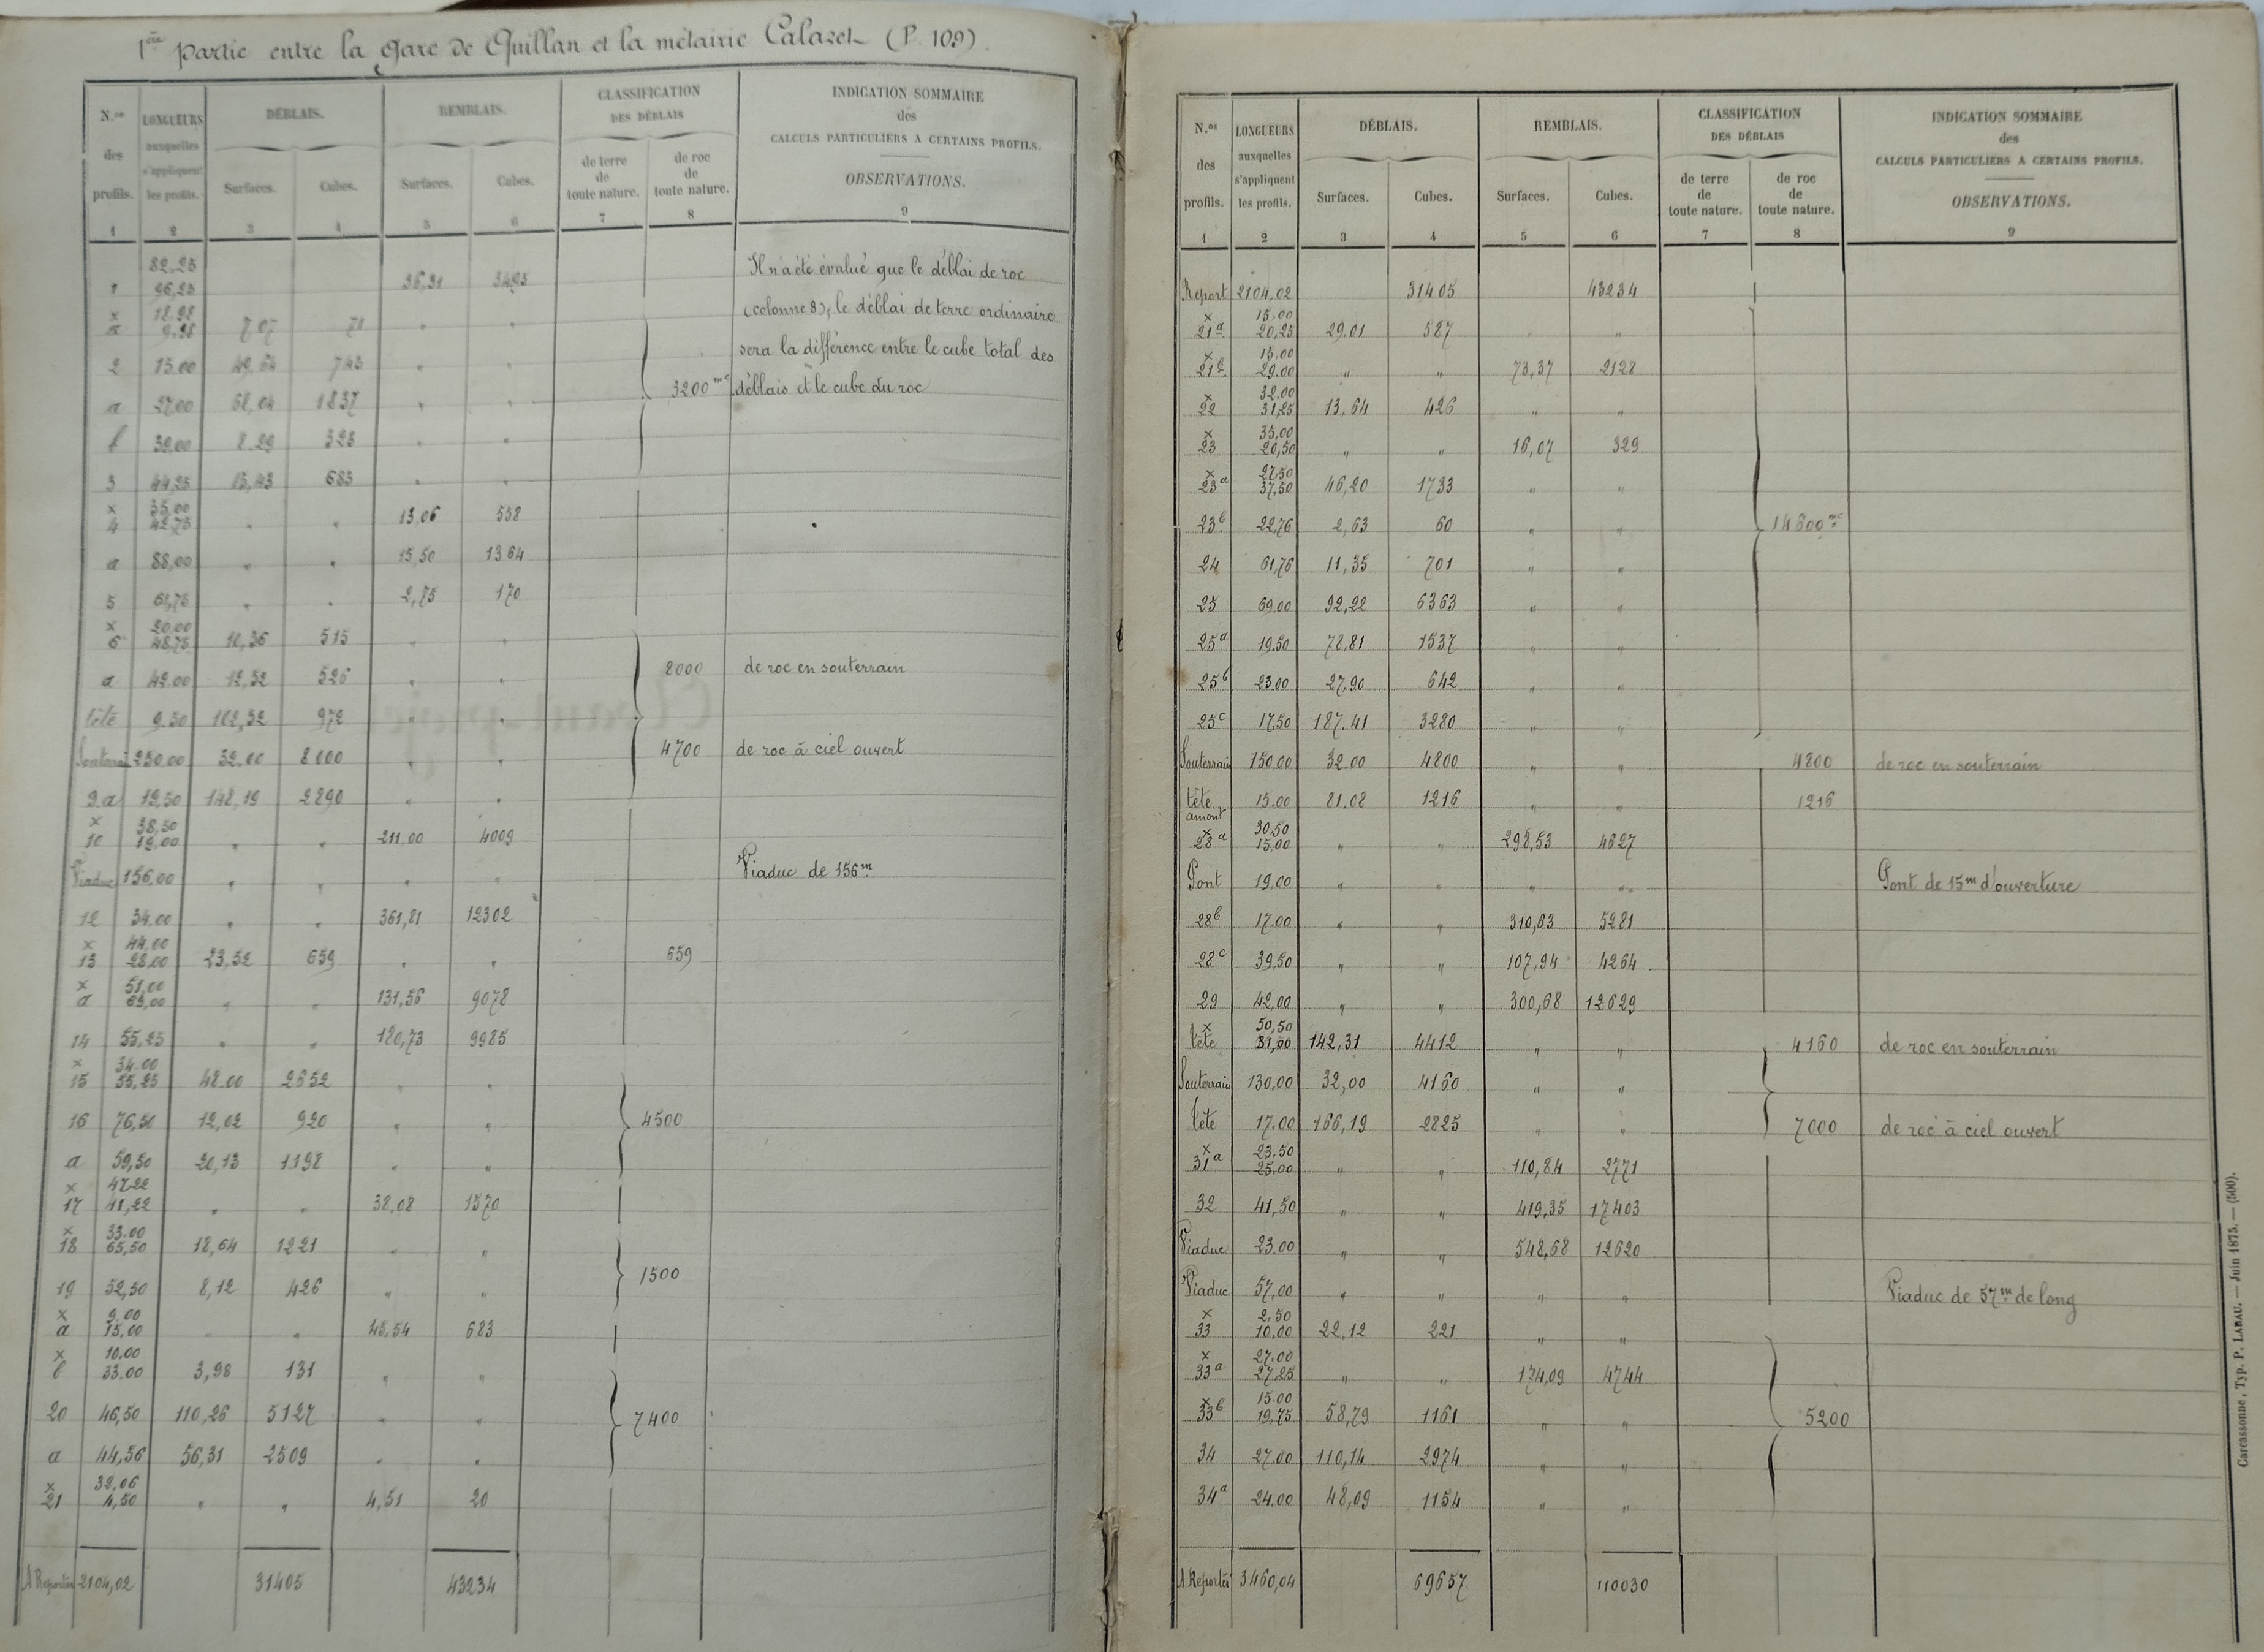 1ère partie entre la gare de Quillan et la métairie Calazel (P. 109)
N.os des profils. LONGUEURS auxquelles s'appliquent les profils. DÉBLAIS. REMBLAIS. CLASSIFICATION DES DÉBLAIS INDICATION SOMMAIRE des CALCULS PARTICULIERS A CERTAINS PROFILS. OBSERVATIONS.
Surfaces. Cubes. Surfaces. Cubes. de terre de toute nature. de roc de toute nature.
1 2 3 4 5 6 7 8 9
82.25
1 96,25 36,31 3493 Il n'a été évalué que le déblai de roc
x 18.98
a 9.98 7.07 71 " " (colonne 8), le déblai de terre ordinaire
2 15.00 49,64 745 " " sera la différence entre le cube total des
3200 mc déblais et le cube du roc
a 27.00 68,04 1837 " "
b 39,00 8.29 323 " "
3 44,25 15,43 683 " "
x 35,00
4 42,75 " " 13,06 558
a 88,00 " " 15,50 1364
5 61,75 " " 2,75 170
x 20,00
6 48,75 10,36 515 " "
a 42.00 12,52 526 " " 8000 de roc en souterrain
tête 9.50 102,32 972 " "
250,00 32.00 8000 " " 4700 de roc à ciel ouvert
9.a 19,50 148,19 2890 " "
x 38,50
10 19,00 " " 211,00 4009
Viaduc 156.00 " " " " Viaduc de 156m
12 34.00 " " 361,81 12302
x 44,00
13 28.00 23,52 659 " " 659
x 51,00
a 69,00 " " 131,56 9078
14 55,25 " " 180,73 9985
x 34.00
15 55,25 48.00 2652 " "
16 76,50 12,02 920 " " 4500
a 59,50 20,13 1198 " "
x 47.22
17 41,22 " " 38,08 1570
x 33.00
18 65,50 18,64 1221 " "
1500
19 52,50 8,12 426 " "
x 9.00
a 15,00 " " 45,54 683
x 10.00
b 33.00 3,98 131 " "
20 46,50 110,26 5127 " " 7400
a 44,56 56,31 2509 " "
x 32,06
21 4,50 " " 4,51 20
A Reporter 2104,02 31405 43234
N.os des profils. LONGUEURS auxquelles s'appliquent les profils. DÉBLAIS. REMBLAIS. CLASSIFICATION DES DÉBLAIS INDICATION SOMMAIRE des CALCULS PARTICULIERS A CERTAINS PROFILS. OBSERVATIONS.
Surfaces. Cubes. Surfaces. Cubes. de terre de toute nature. de roc de toute nature.
1 2 3 4 5 6 7 8 9
Report 2104,02 31405 43234
x 15,00
21a 20,25 29.01 587 " "
x 15,00
21b 29.00 " " 73,37 2128
x 32.00
22 31,25 13,64 426 " "
x 35,00
23 20,50 " " 16,07 329
x 27,50
23a 37,50 46,20 1733 " "
23b 22,76 2,63 60 " " 14600mc
24 61,76 11,35 701 " "
25 69,00 92,22 6363 " "
25a 19.50 78,81 1537 " "
25b 23.00 27,90 642 " "
25c 17,50 187.41 3280 " "
Souterrain 150,00 32.00 4800 " " 4800 de roc en souterrain
tête 15.00 81.08 1216 " " 1216
amont
x 30,50
28a 15,00 " " 298,53 4627
Pont 19,00 " " " " Pont de 15m d'ouverture
28b 17.00 " " 310,63 5281
28c 39,50 " " 107,94 4264
29 42,00 " " 300,68 12629
x 50,50
tête 31,00 142,31 4412 " " 4160 de roc en souterrain
Souterrain 130,00 32,00 4160 " "
tête 17.00 166,19 2825 " " 7000 de roc à ciel ouvert
x 23.50
31a 25.00 " " 110,84 2771
32 41,50 " " 419,35 17403
Viaduc 23.00 " " 548,68 12620
Viaduc 57,00 " " " " Viaduc de 57m de long
x 2.50
33 10.00 22,12 221 " "
x 27.00
33a 27,25 " " 174,09 4744
x 15.00
33b 19,75 58,79 1161 " " 5200
34 27.00 110,14 2974 " "
34a 24.00 48,09 1154 " "
A Reporter 3460,04 69657 110030
Carcassonne, Typ. P. LABAU. — Juin 1875. — (500).